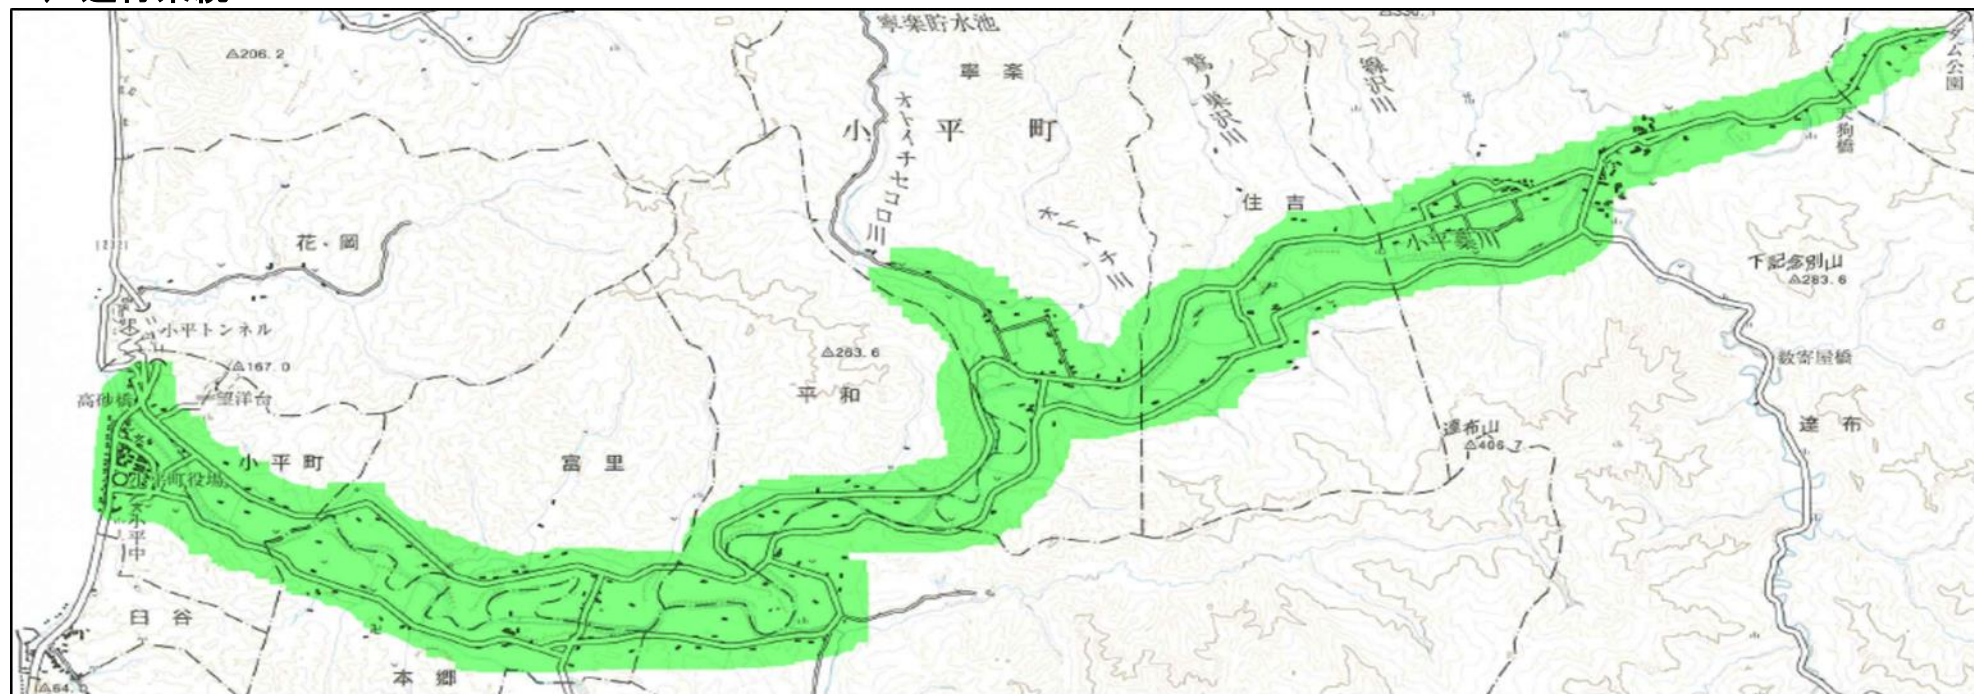 △206.2
寧楽貯水池
寧楽
小平町
オトイチセコロ川
鷲ノ巣沢川
一線沢川
ダム公園
天狗橋
住吉
オトイチ川
小平蘂川
花岡
下記念別山
△283.6
小平トンネル
△167.0
望洋台
高砂橋
△263.6
平和
数寄屋橋
達布山
△406.7
達布
小平町
富里
小平町役場
小平中
臼谷
本郷